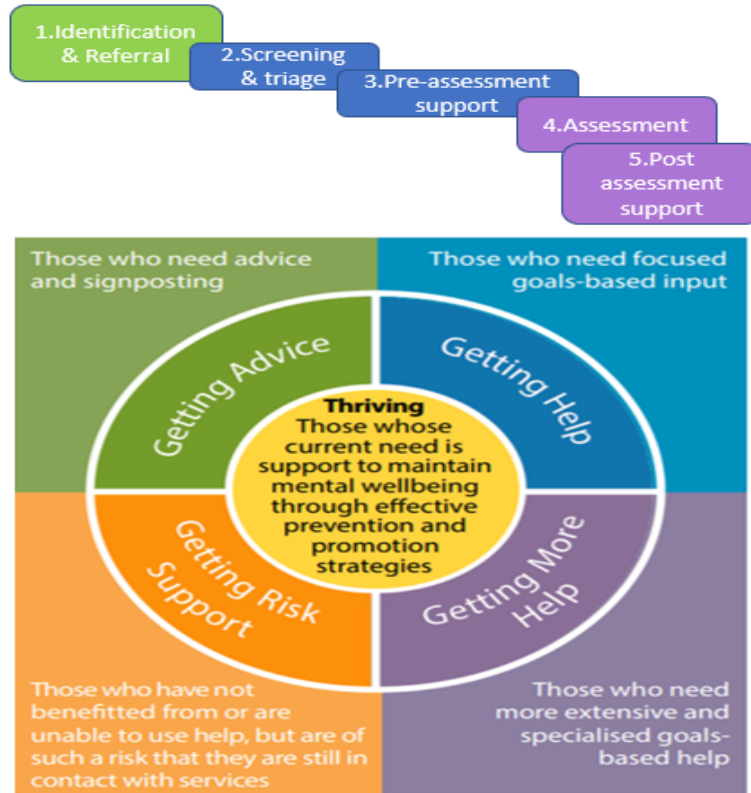 1.Identification
& Referral
2.Screening
& triage
3.Pre-assessment
support
4.Assessment
5.Post
assessment
support
Those who need advice
and signposting
Those who need focused
goals-based input
Getting Advice
Getting Help
Thriving
Those whose
current need is
support to maintain
mental wellbeing
through effective
prevention and
promotion
strategies
Getting Risk
Support
Getting More
Help
Those who have not
benefitted from or are
unable to use help, but are of
such a risk that they are still in
contact with services
Those who need
more extensive and
specialised goals-
based help